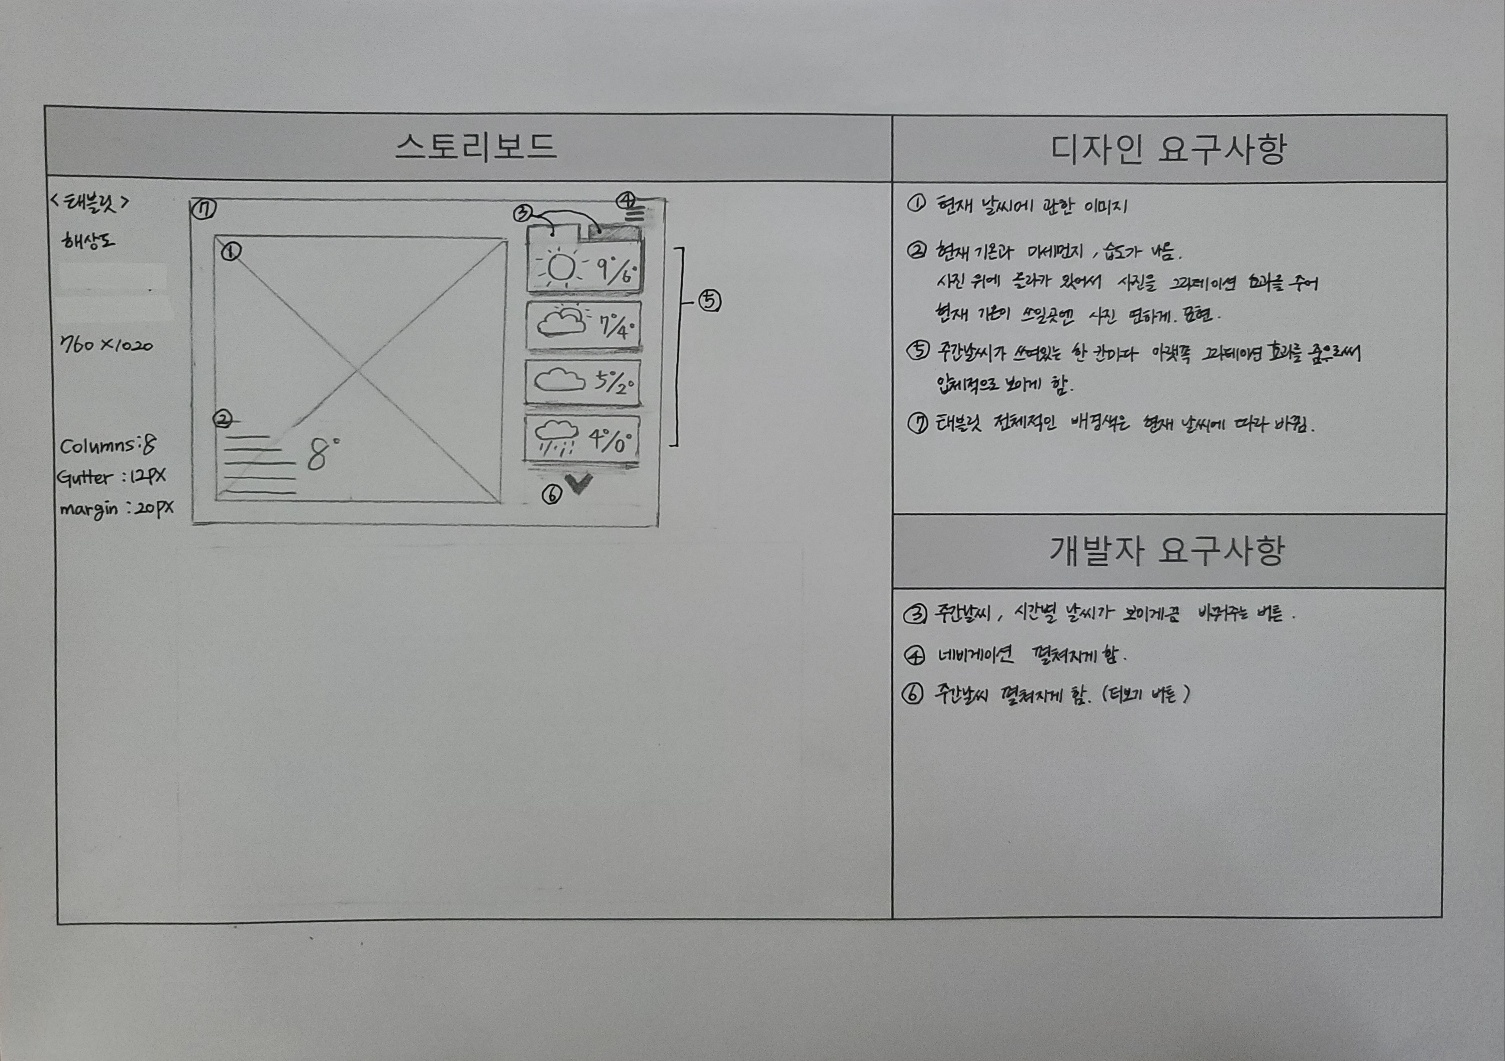 스토리보드
<태블릿>
해상도
760 X 1020
Columns:8
Gutter : 12PX
margin : 20PX
⑦
①
②
8°
③
④
9°/6°
7°/4°
5°/2°
4°/0°
⑤
⑥
디자인 요구사항
① 현재 날씨에 관한 이미지
② 현재 기온과 미세먼지, 습도가 나옴.
사진 위에 올라가 있어서 사진을 그라데이션 효과를 주어
현재 기온이 쓰일곳엔 사진 연하게. 표현.
⑤ 주간날씨가 쓰여있는 한 칸마다 아랫쪽 그라데이션 효과를 줌으로써
입체적으로 보이게 함.
⑦ 태블릿 전체적인 배경색은 현재 날씨에 따라 바뀜.
개발자 요구사항
③ 주간날씨, 시간별 날씨가 보이게끔 바꿔주는 버튼.
④ 네비게이션 펼쳐지게 함.
⑥ 주간날씨 펼쳐지게 함. (더보기 버튼)